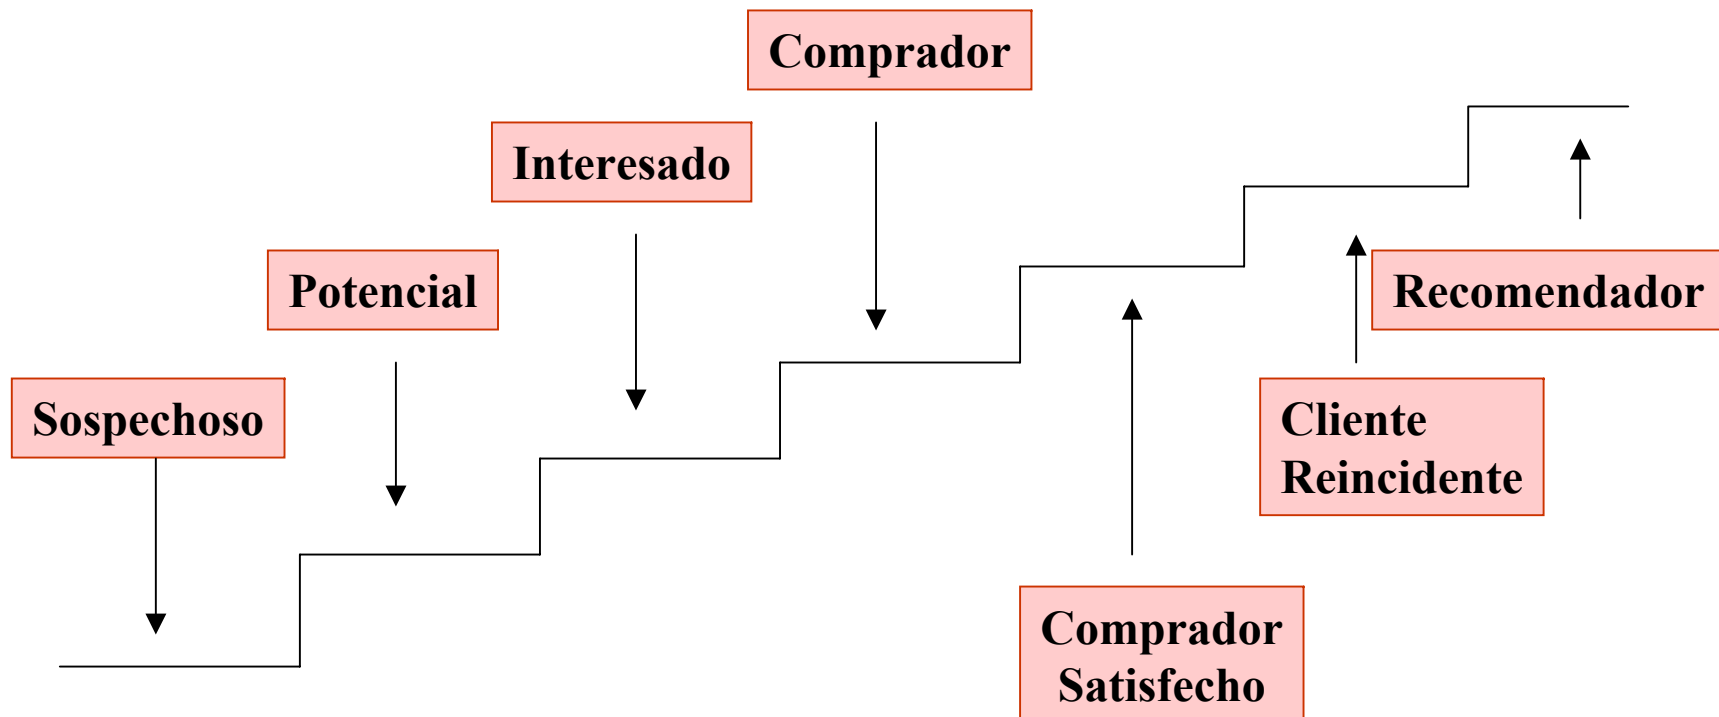 Comprador
Interesado
Potencial
Recomendador
Sospechoso
Cliente
Reincidente
Comprador
Satisfecho